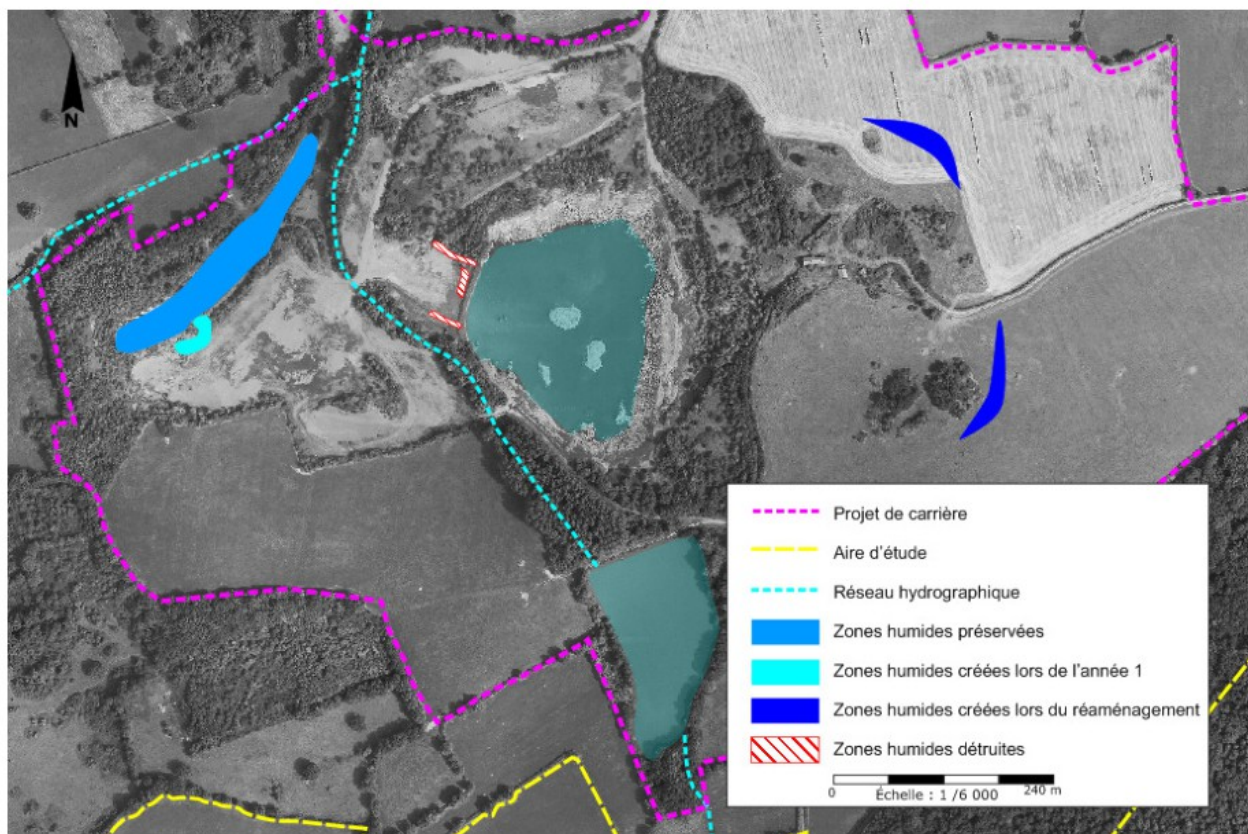 N
Projet de carrière
Aire d'étude
Réseau hydrographique
Zones humides préservées
Zones humides créées lors de l'année 1
Zones humides créées lors du réaménagement
Zones humides détruites
0 Échelle : 1 /6 000 240 m